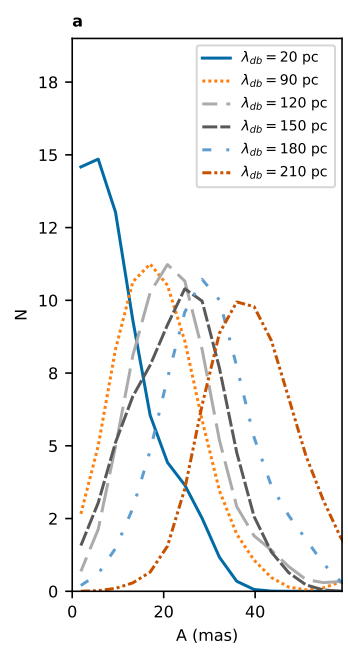 a
λdb = 20 pc
λdb = 90 pc
λdb = 120 pc
λdb = 150 pc
λdb = 180 pc
λdb = 210 pc
18
15
12
10
8
5
2
0
N
0 20 40
A (mas)